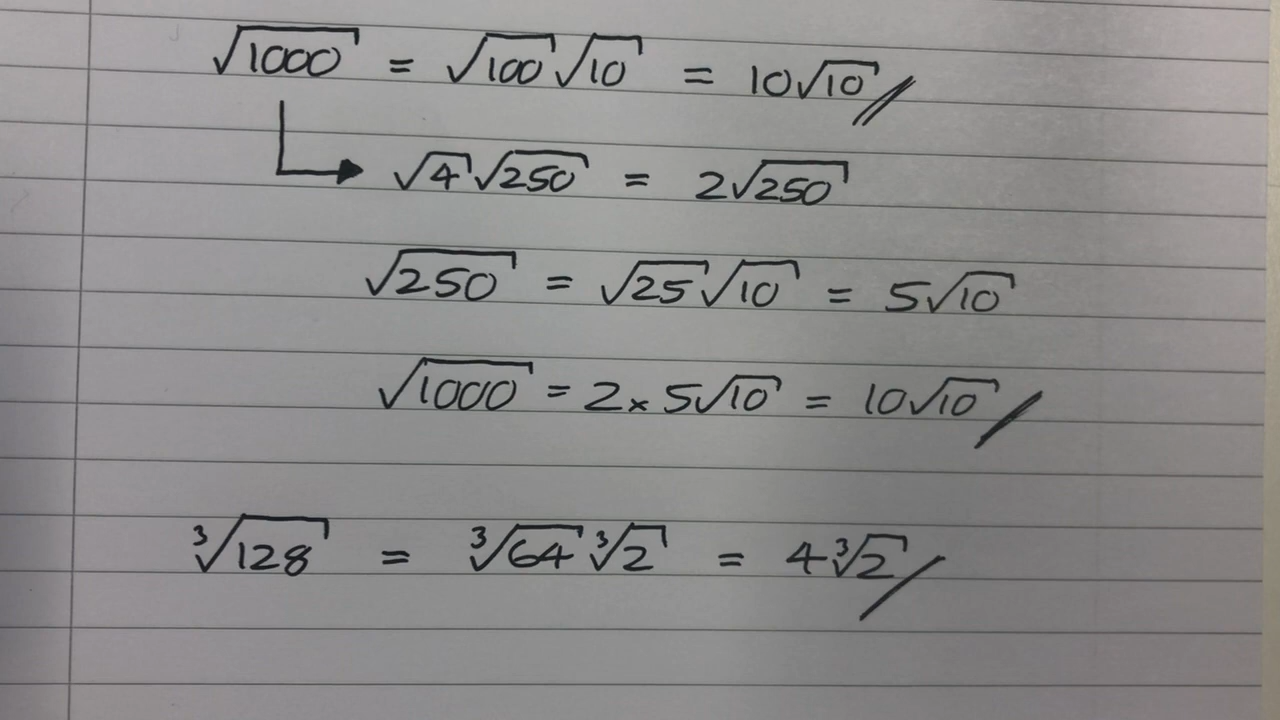 √1000 = √100 √10 = 10√10 //
√4 √250 = 2√250
√250 = √25 √10 = 5√10
√1000 = 2 × 5√10 = 10√10 /
∛128 = ∛64 ∛2 = 4∛2 /